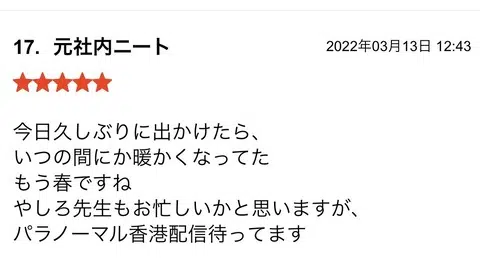 17. 元社内ニート
2022年03月13日 12:43
★★★★★
今日久しぶりに出かけたら、
いつの間にか暖かくなってた
もう春ですね
やしろ先生もお忙しいかと思いますが、
パラノーマル香港配信待ってます